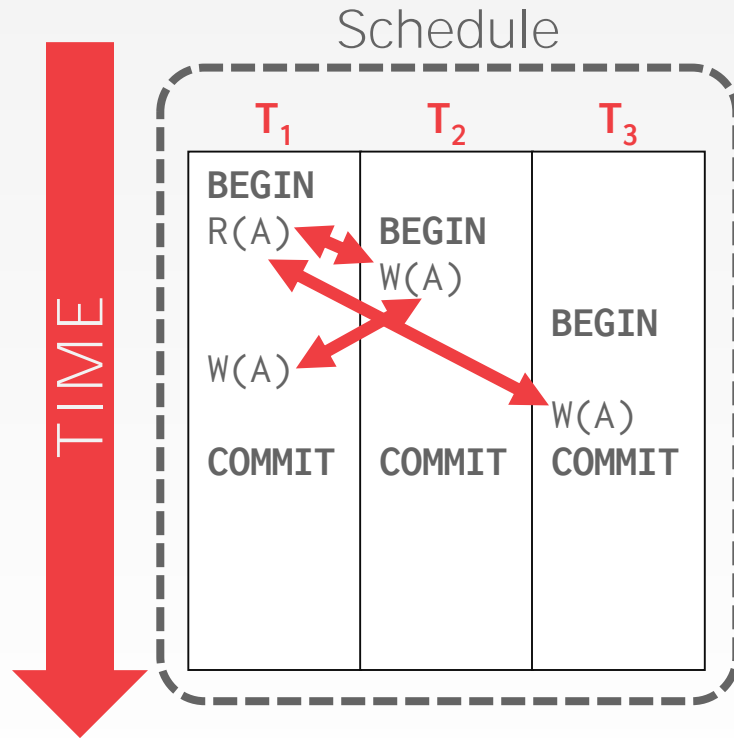 Schedule
TIME
T₁ T₂ T₃
BEGIN
R(A) BEGIN
W(A)
BEGIN
W(A)
W(A)
COMMIT COMMIT COMMIT